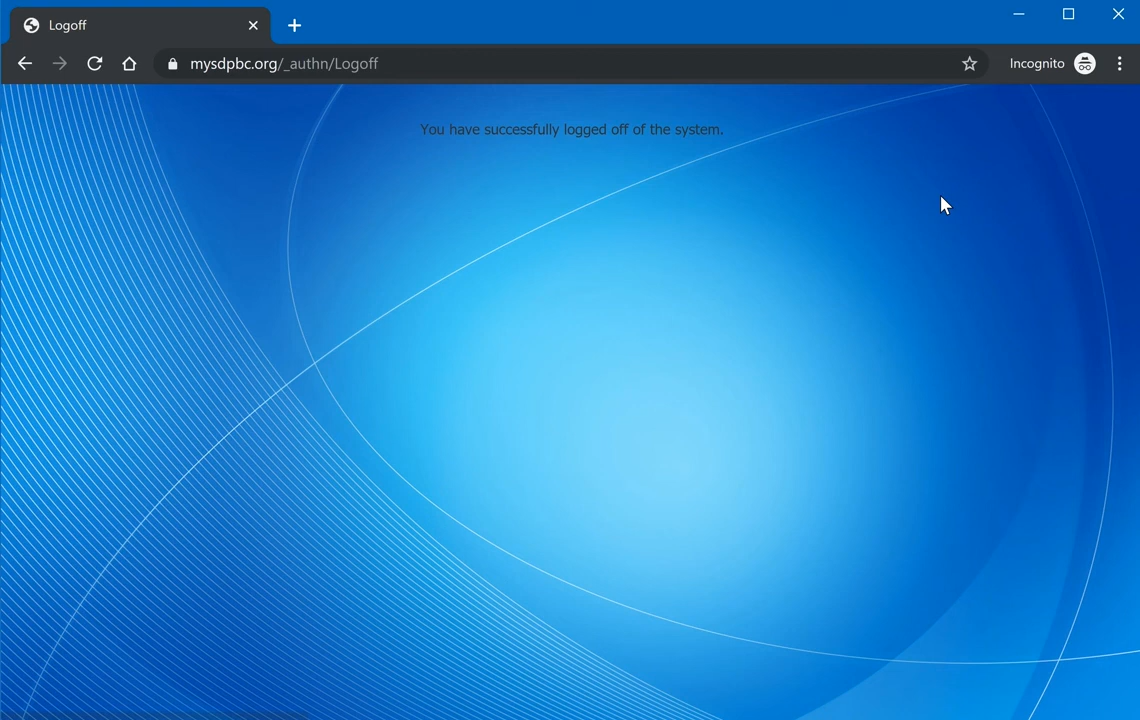 Logoff
mysdpbc.org/_authn/Logoff
Incognito
You have successfully logged off of the system.